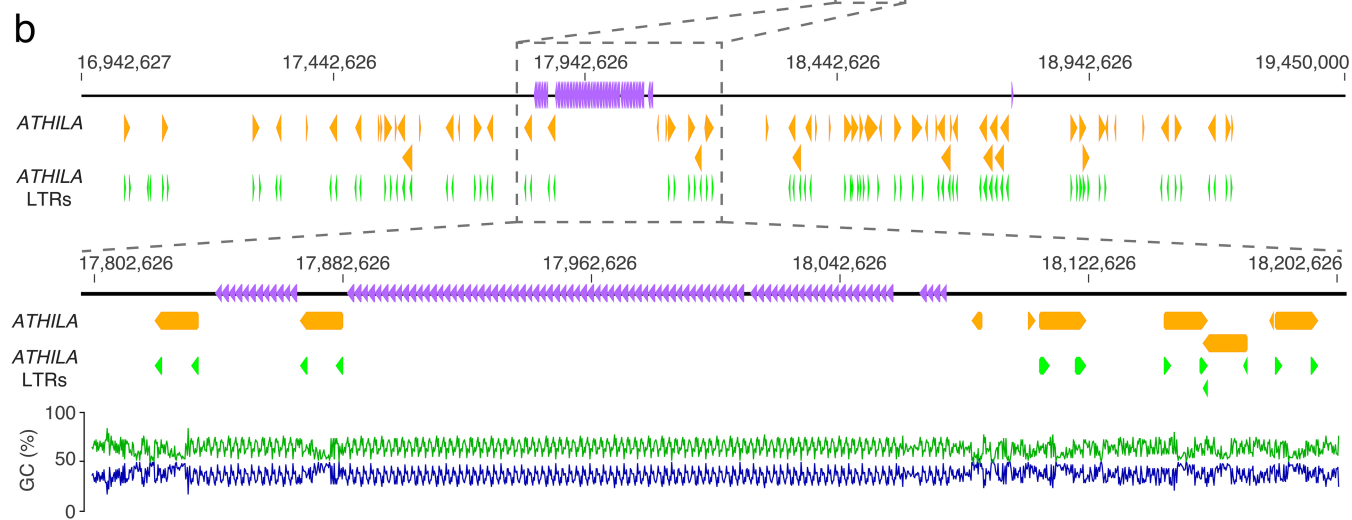 b
16,942,627 17,442,626 17,942,626 18,442,626 18,942,626 19,450,000
ATHILA
ATHILA
LTRs
17,802,626 17,882,626 17,962,626 18,042,626 18,122,626 18,202,626
ATHILA
ATHILA
LTRs
100
50
0
GC (%)